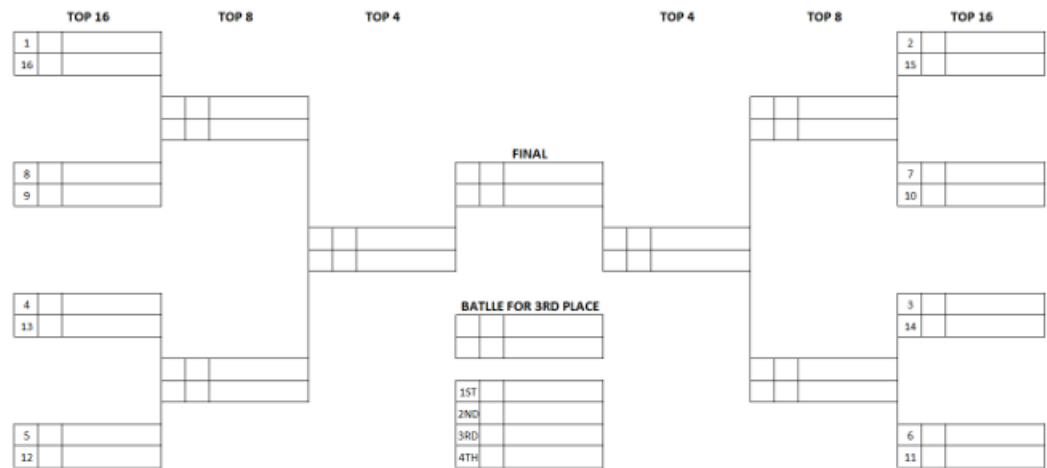 TOP 16 TOP 8 TOP 4 TOP 4 TOP 8 TOP 16
1 2
16 15
FINAL
8 7
9 10
4 BATLLE FOR 3RD PLACE 3
13 14
1ST
2ND
5 3RD 6
12 4TH 11